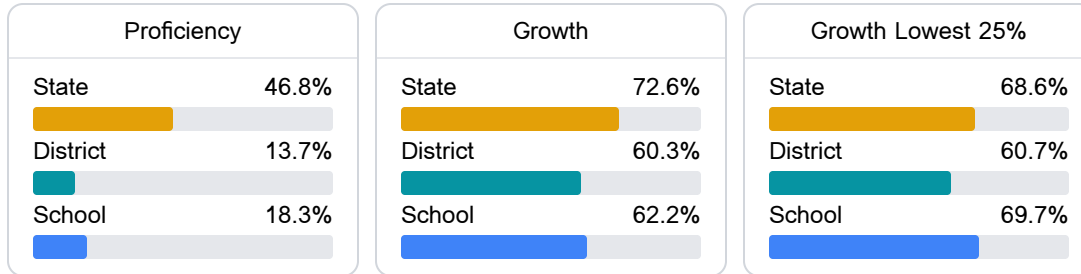 Proficiency
State 46.8%
District 13.7%
School 18.3%
Growth
State 72.6%
District 60.3%
School 62.2%
Growth Lowest 25%
State 68.6%
District 60.7%
School 69.7%